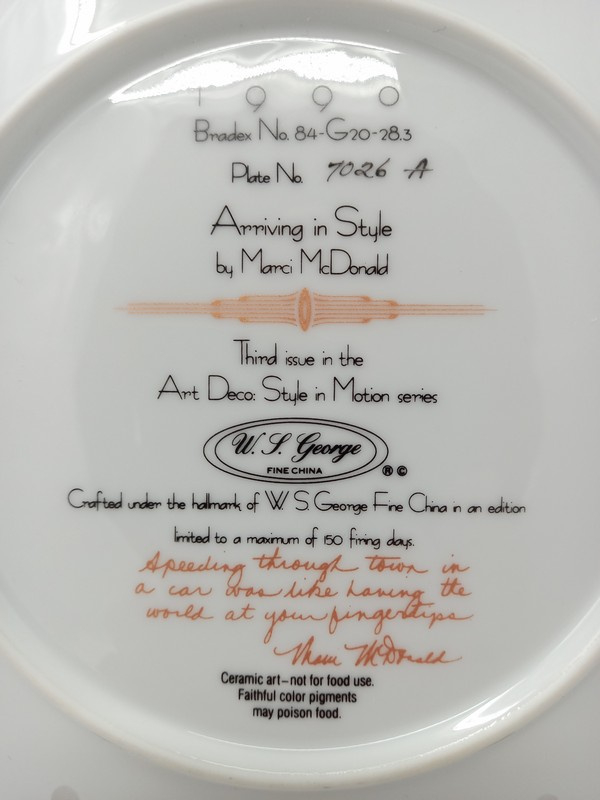 1990
Bradex No. 84-G20-28.3
Plate No. 7026 A
Arriving in Style
by Marci McDonald
Third issue in the
Art Deco: Style in Motion series
W. S. George
FINE CHINA
® ©
Crafted under the hallmark of W. S. George Fine China in an edition
limited to a maximum of 150 firing days.
Speeding through town in
a car was like having the
world at your fingertips
Marci McDonald
Ceramic art–not for food use.
Faithful color pigments
may poison food.